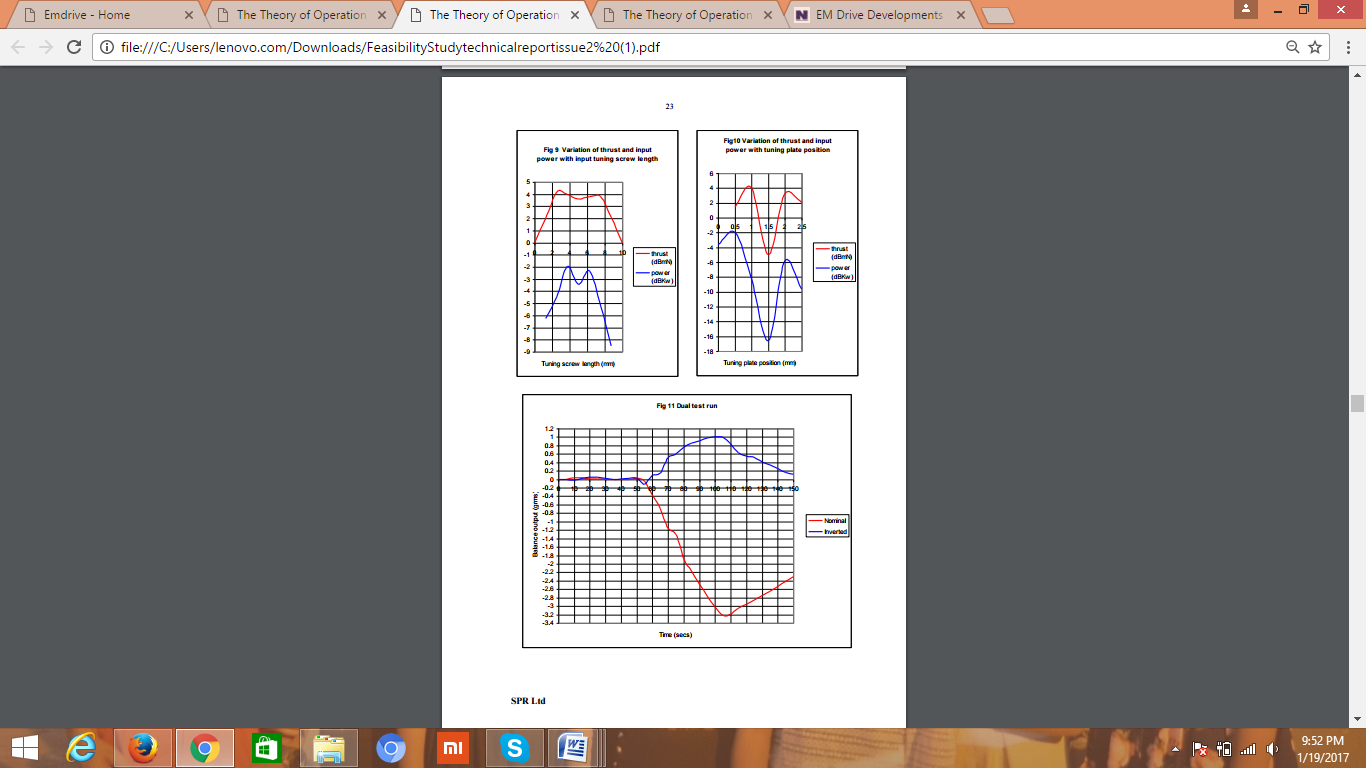 Emdrive - Home
The Theory of Operation
The Theory of Operation
The Theory of Operation
EM Drive Developments
file:///C:/Users/lenovo.com/Downloads/FeasibilityStudytechnicalreportissue2%20(1).pdf
23
Fig 9 Variation of thrust and input
power with input tuning screw length
5
4
3
2
1
0
-1
-2
-3
-4
-5
-6
-7
-8
-9
0 2 4 6 8 10
thrust
(dBmN)
power
(dBKw)
Tuning screw length (mm)
Fig10 Variation of thrust and input
power with tuning plate position
6
4
2
0
-2
-4
-6
-8
-10
-12
-14
-16
-18
0 0.5 1 1.5 2 2.5
thrust
(dBmN)
power
(dBKw)
Tuning plate position (mm)
Fig 11 Dual test run
1.2
1
0.8
0.6
0.4
0.2
0
-0.2
-0.4
-0.6
-0.8
-1
-1.2
-1.4
-1.6
-1.8
-2
-2.2
-2.4
-2.6
-2.8
-3
-3.2
-3.4
0 10 20 30 40 50 60 70 80 90 100 110 120 130 140 150
Balance output (gms)
Nominal
Inverted
Time (secs)
SPR Ltd
mi
9:52 PM
1/19/2017